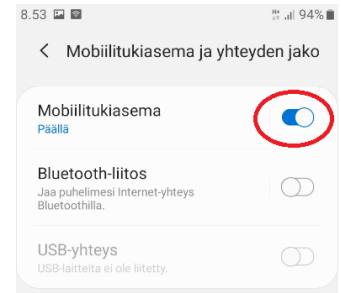 8.53 94%
< Mobiilitukiasema ja yhteyden jako
Mobiilitukiasema
Päällä
Bluetooth-liitos
Jaa puhelimesi Internet-yhteys
Bluetoothilla.
USB-yhteys
USB-laitteita ei ole liitetty.